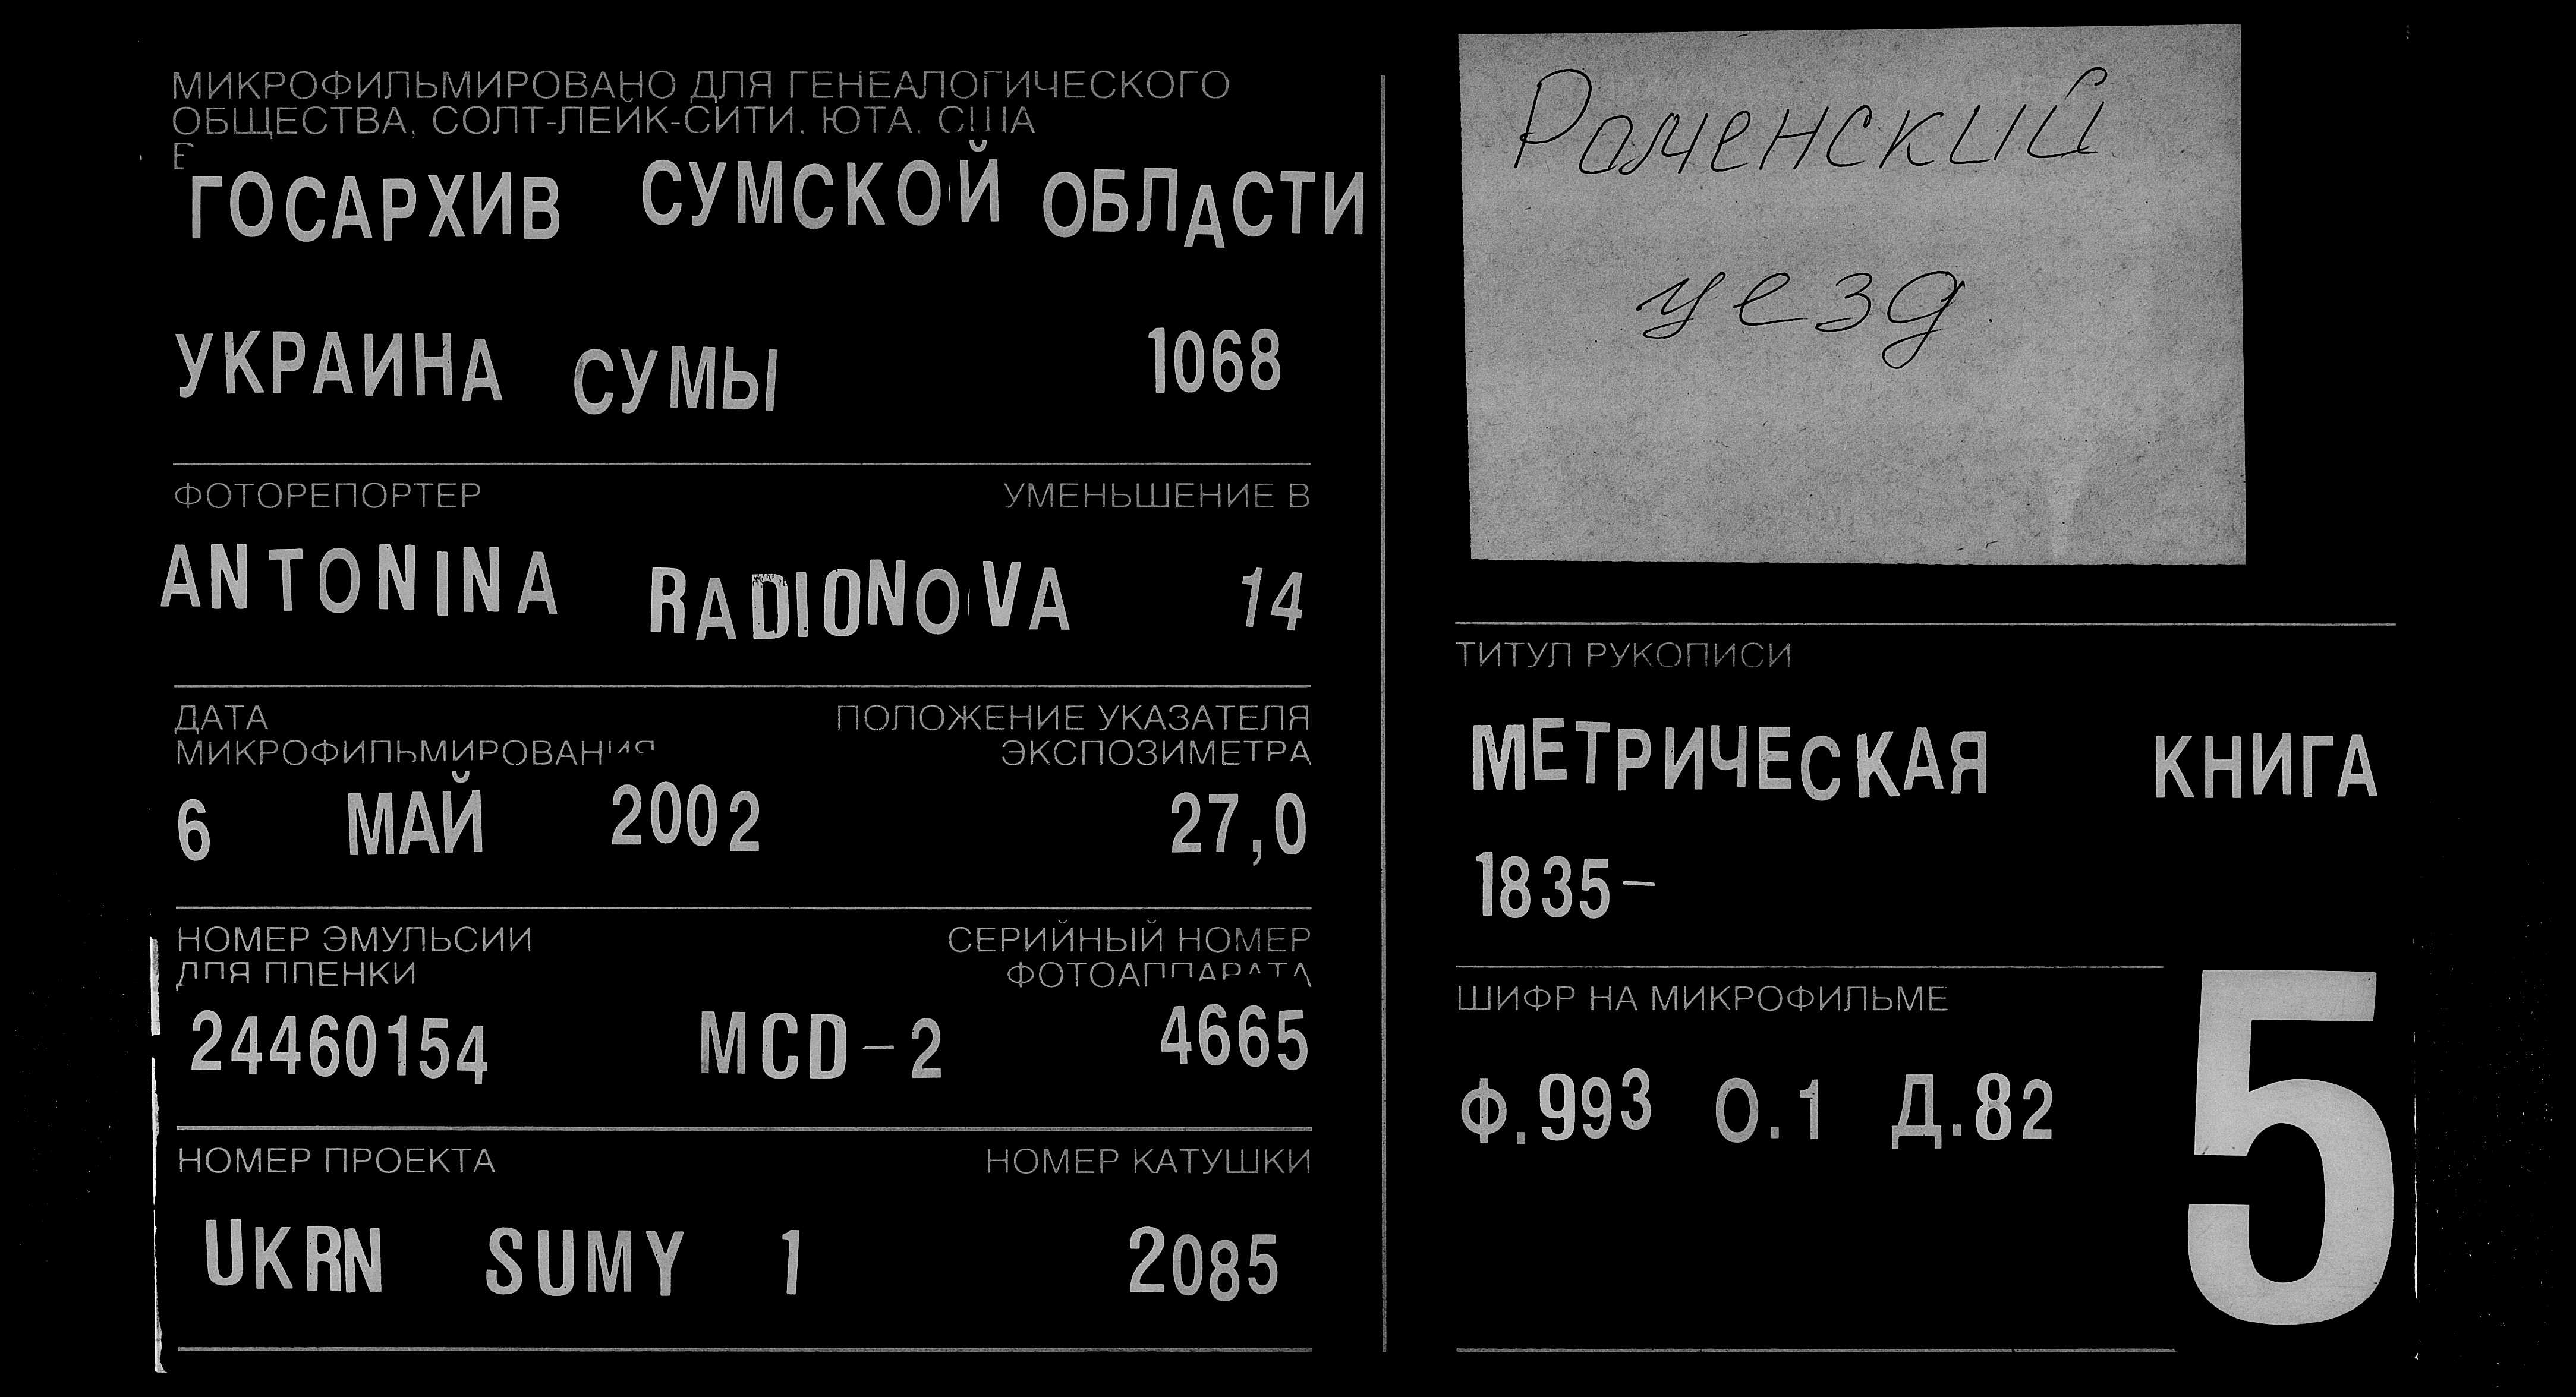 МИКРОФИЛЬМИРОВАНО ДЛЯ ГЕНЕАЛОГИЧЕСКОГО
ОБЩЕСТВА, СОЛТ-ЛЕЙК-СИТИ. ЮТА. США
В
ГОСАРХИВ СУМСКОЙ ОБЛАСТИ
УКРАИНА СУМЫ 1068
ФОТОРЕПОРТЕР УМЕНЬШЕНИЕ В
ANTONINA RADIONOVA 14
ДАТА ПОЛОЖЕНИЕ УКАЗАТЕЛЯ
МИКРОФИЛЬМИРОВАНИЯ ЭКСПОЗИМЕТРА
6 МАЙ 2002 27,0
НОМЕР ЭМУЛЬСИИ СЕРИЙНЫЙ НОМЕР
ДЛЯ ПЛЕНКИ ФОТОАППАРАТА
24460154 MCD-2 4665
НОМЕР ПРОЕКТА НОМЕР КАТУШКИ
UKRN SUMY 1 2085
Роменский
уезд
ТИТУЛ РУКОПИСИ
МЕТРИЧЕСКАЯ КНИГА
1835-
ШИФР НА МИКРОФИЛЬМЕ
Ф.993 О.1 Д.82
5